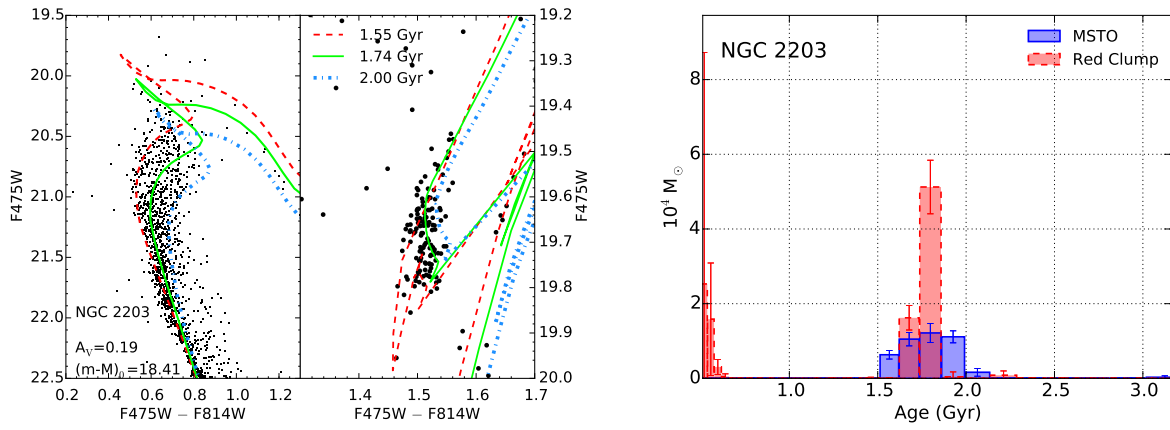 19.5
20.0
20.5
21.0
21.5
22.0
22.5
F475W
0.2 0.4 0.6 0.8 1.0 1.2
F475W − F814W
NGC 2203
A_V=0.19
(m-M)_0=18.41
1.55 Gyr
1.74 Gyr
2.00 Gyr
1.4 1.5 1.6 1.7
F475W − F814W
19.2
19.3
19.4
19.5
19.6
19.7
19.8
19.9
20.0
F475W
NGC 2203
MSTO
Red Clump
8
6
4
2
0
10⁴ M☉
1.0 1.5 2.0 2.5 3.0
Age (Gyr)